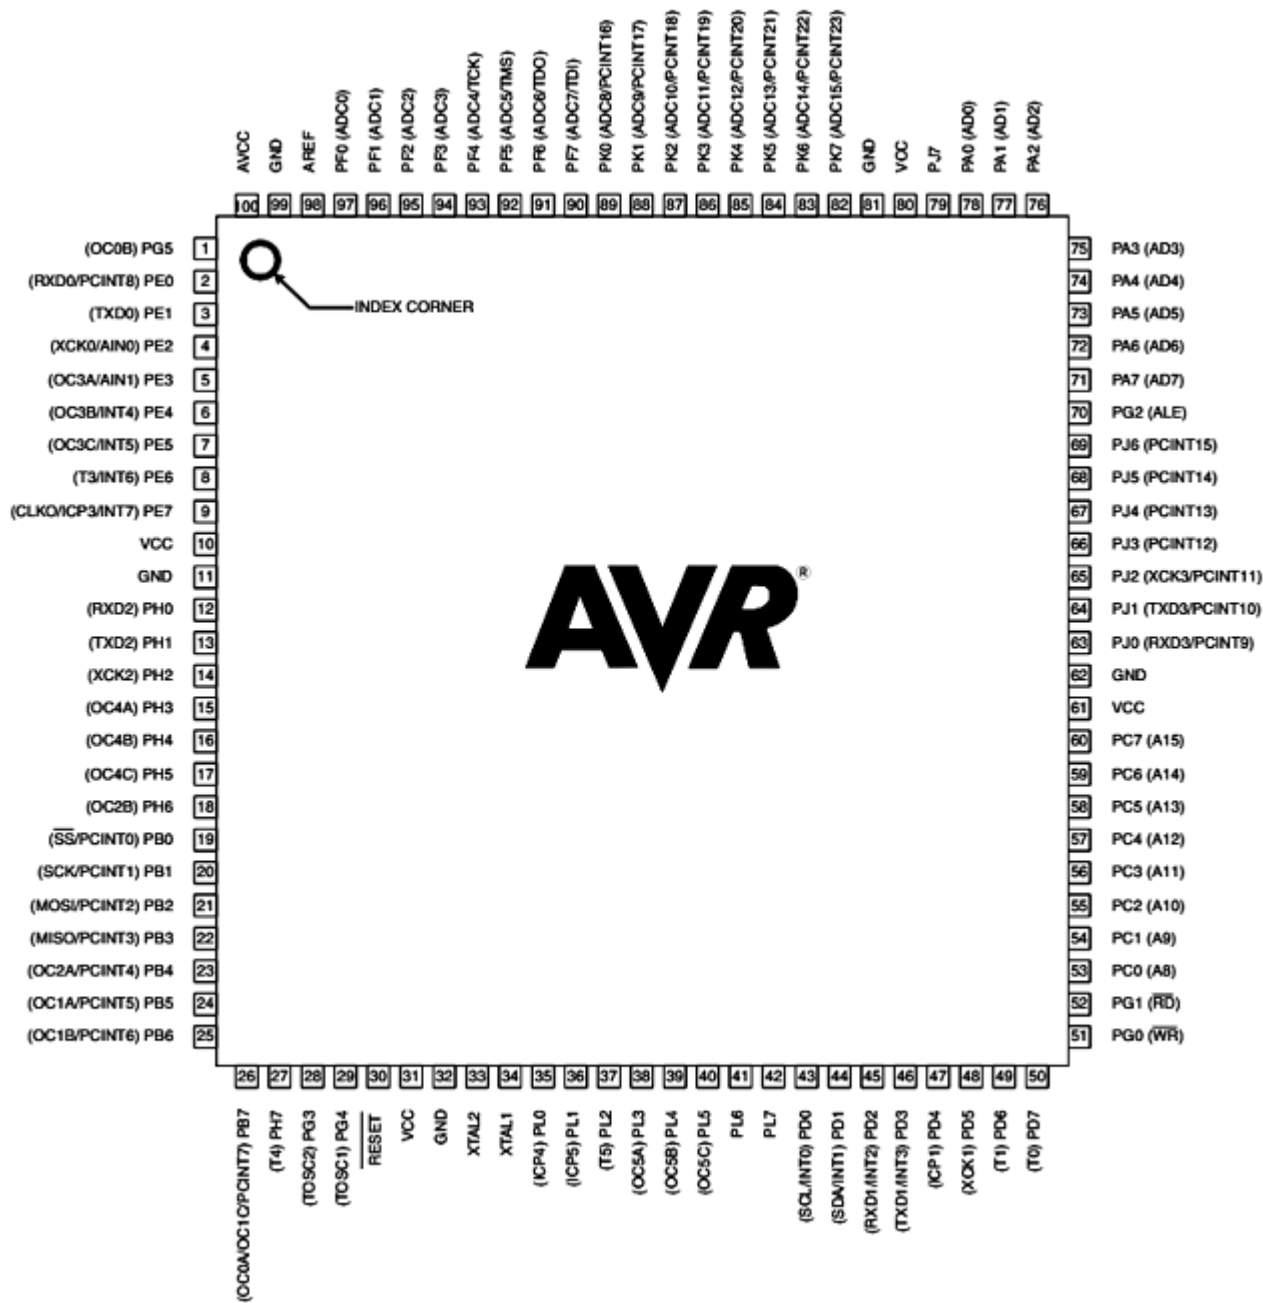 AVCC
GND
AREF
PF0 (ADC0)
PF1 (ADC1)
PF2 (ADC2)
PF3 (ADC3)
PF4 (ADC4/TCK)
PF5 (ADC5/TMS)
PF6 (ADC6/TDO)
PF7 (ADC7/TDI)
PK0 (ADC8/PCINT16)
PK1 (ADC9/PCINT17)
PK2 (ADC10/PCINT18)
PK3 (ADC11/PCINT19)
PK4 (ADC12/PCINT20)
PK5 (ADC13/PCINT21)
PK6 (ADC14/PCINT22)
PK7 (ADC15/PCINT23)
GND
VCC
PJ7
PA0 (AD0)
PA1 (AD1)
PA2 (AD2)
100 99 98 97 96 95 94 93 92 91 90 89 88 87 86 85 84 83 82 81 80 79 78 77 76
(OC0B) PG5 1
(RXD0/PCINT8) PE0 2
(TXD0) PE1 3
(XCK0/AIN0) PE2 4
(OC3A/AIN1) PE3 5
(OC3B/INT4) PE4 6
(OC3C/INT5) PE5 7
(T3/INT6) PE6 8
(CLKO/ICP3/INT7) PE7 9
VCC 10
GND 11
(RXD2) PH0 12
(TXD2) PH1 13
(XCK2) PH2 14
(OC4A) PH3 15
(OC4B) PH4 16
(OC4C) PH5 17
(OC2B) PH6 18
(SS/PCINT0) PB0 19
(SCK/PCINT1) PB1 20
(MOSI/PCINT2) PB2 21
(MISO/PCINT3) PB3 22
(OC2A/PCINT4) PB4 23
(OC1A/PCINT5) PB5 24
(OC1B/PCINT6) PB6 25
INDEX CORNER
AVR®
75 PA3 (AD3)
74 PA4 (AD4)
73 PA5 (AD5)
72 PA6 (AD6)
71 PA7 (AD7)
70 PG2 (ALE)
69 PJ6 (PCINT15)
68 PJ5 (PCINT14)
67 PJ4 (PCINT13)
66 PJ3 (PCINT12)
65 PJ2 (XCK3/PCINT11)
64 PJ1 (TXD3/PCINT10)
63 PJ0 (RXD3/PCINT9)
62 GND
61 VCC
60 PC7 (A15)
59 PC6 (A14)
58 PC5 (A13)
57 PC4 (A12)
56 PC3 (A11)
55 PC2 (A10)
54 PC1 (A9)
53 PC0 (A8)
52 PG1 (RD)
51 PG0 (WR)
26 27 28 29 30 31 32 33 34 35 36 37 38 39 40 41 42 43 44 45 46 47 48 49 50
(OC0A/OC1C/PCINT7) PB7
(T4) PH7
(TOSC2) PG3
(TOSC1) PG4
RESET
VCC
GND
XTAL2
XTAL1
(ICP4) PL0
(ICP5) PL1
(T5) PL2
(OC5A) PL3
(OC5B) PL4
(OC5C) PL5
PL6
PL7
(SCL/INT0) PD0
(SDA/INT1) PD1
(RXD1/INT2) PD2
(TXD1/INT3) PD3
(ICP1) PD4
(XCK1) PD5
(T1) PD6
(T0) PD7